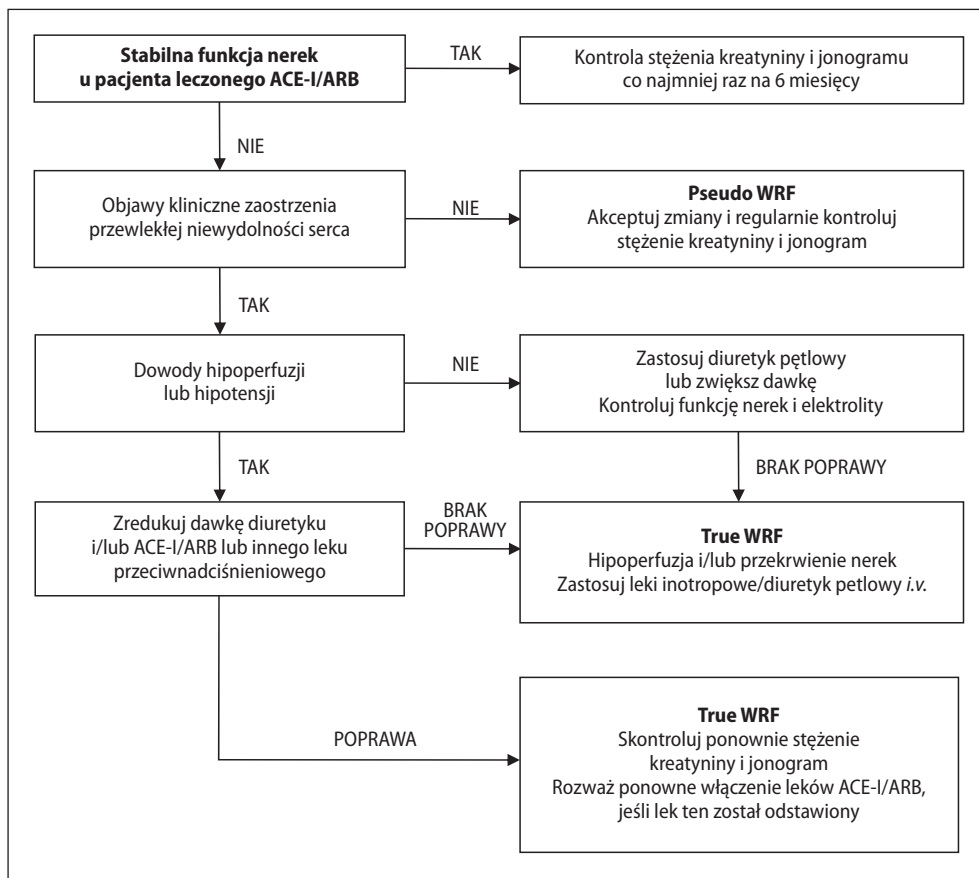 Stabilna funkcja nerek
u pacjenta leczonego ACE-I/ARB
TAK
Kontrola stężenia kreatyniny i jonogramu
co najmniej raz na 6 miesięcy
NIE
Objawy kliniczne zaostrzenia
przewlekłej niewydolności serca
NIE
Pseudo WRF
Akceptuj zmiany i regularnie kontroluj
stężenie kreatyniny i jonogram
TAK
Dowody hipoperfuzji
lub hipotensji
NIE
Zastosuj diuretyk pętlowy
lub zwiększ dawkę
Kontroluj funkcję nerek i elektrolity
TAK
BRAK POPRAWY
Zredukuj dawkę diuretyku
i/lub ACE-I/ARB lub innego leku
przeciwnadciśnieniowego
BRAK
POPRAWY
True WRF
Hipoperfuzja i/lub przekrwienie nerek
Zastosuj leki inotropowe/diuretyk petlowy i.v.
POPRAWA
True WRF
Skontroluj ponownie stężenie
kreatyniny i jonogram
Rozważ ponowne włączenie leków ACE-I/ARB,
jeśli lek ten został odstawiony